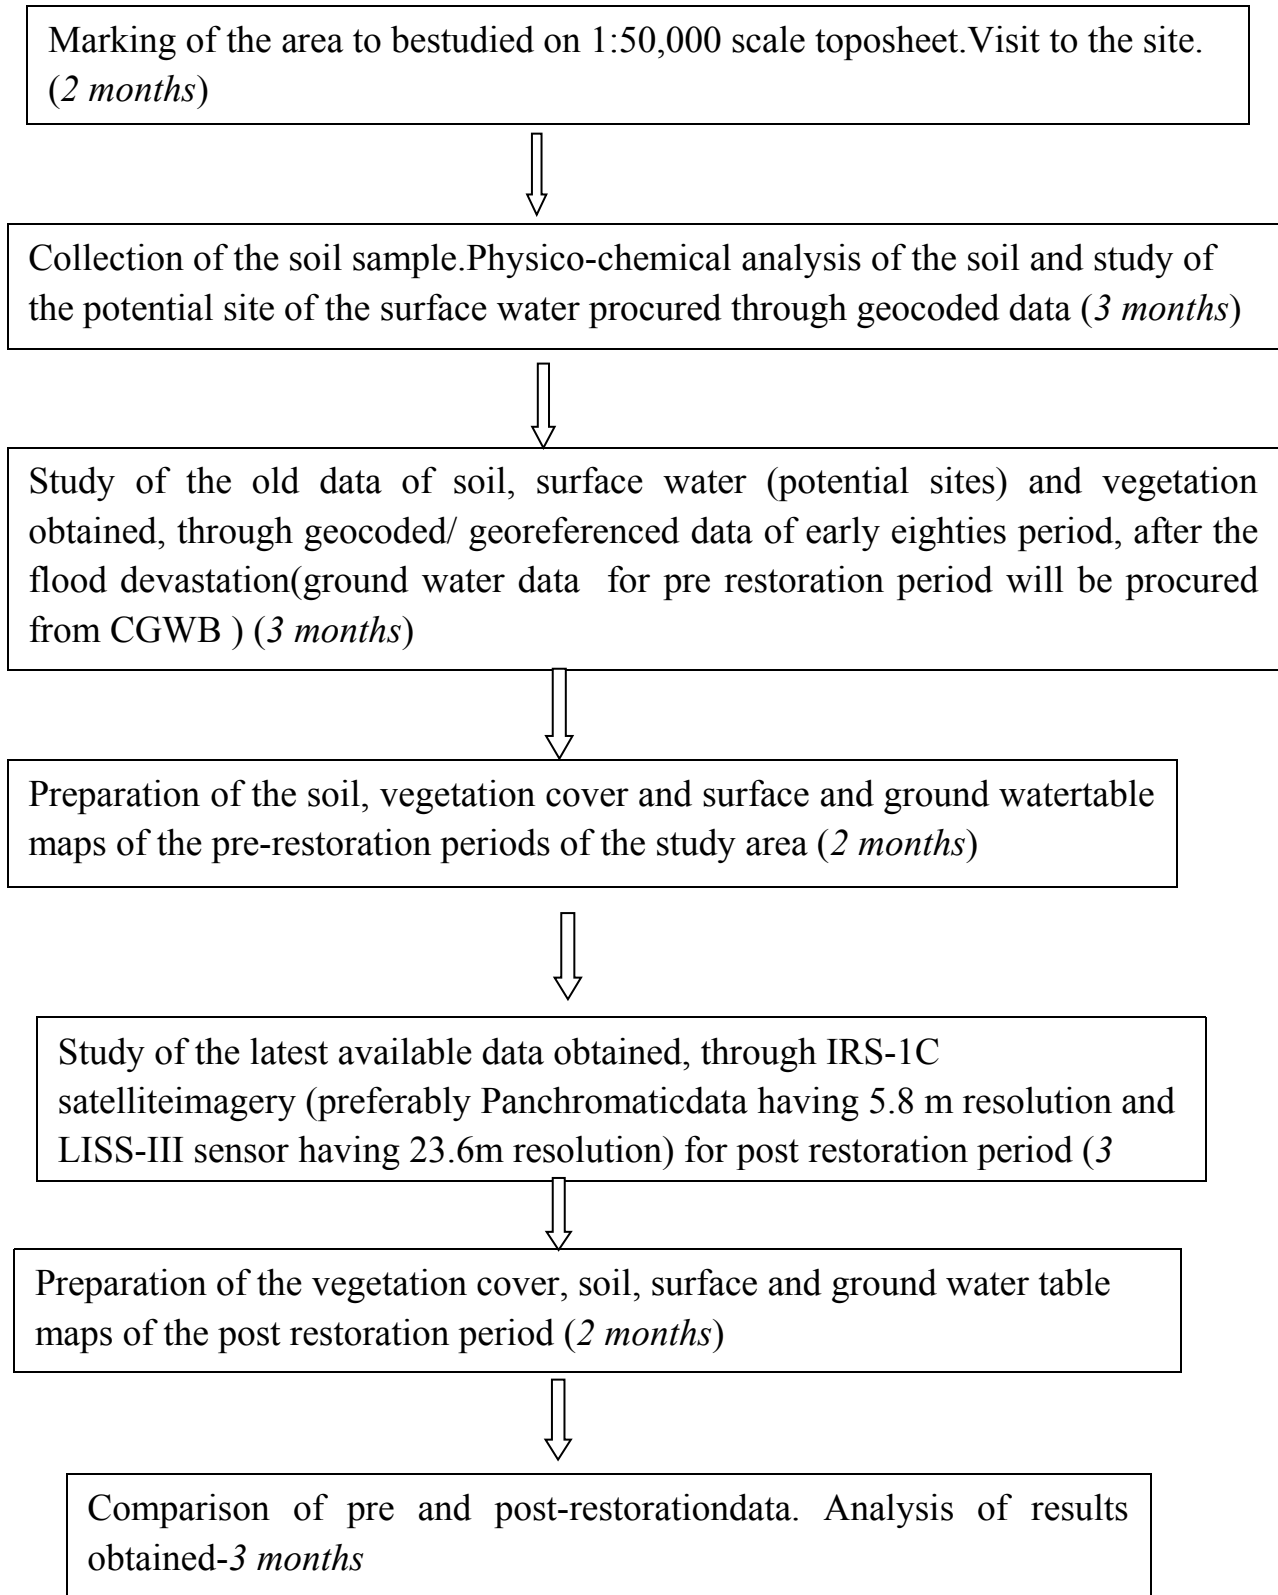 Marking of the area to bestudied on 1:50,000 scale toposheet.Visit to the site.
(2 months)
Collection of the soil sample.Physico-chemical analysis of the soil and study of
the potential site of the surface water procured through geocoded data (3 months)
Study of the old data of soil, surface water (potential sites) and vegetation
obtained, through geocoded/ georeferenced data of early eighties period, after the
flood devastation(ground water data for pre restoration period will be procured
from CGWB ) (3 months)
Preparation of the soil, vegetation cover and surface and ground watertable
maps of the pre-restoration periods of the study area (2 months)
Study of the latest available data obtained, through IRS-1C
satelliteimagery (preferably Panchromaticdata having 5.8 m resolution and
LISS-III sensor having 23.6m resolution) for post restoration period (3
Preparation of the vegetation cover, soil, surface and ground water table
maps of the post restoration period (2 months)
Comparison of pre and post-restorationdata. Analysis of results
obtained-3 months